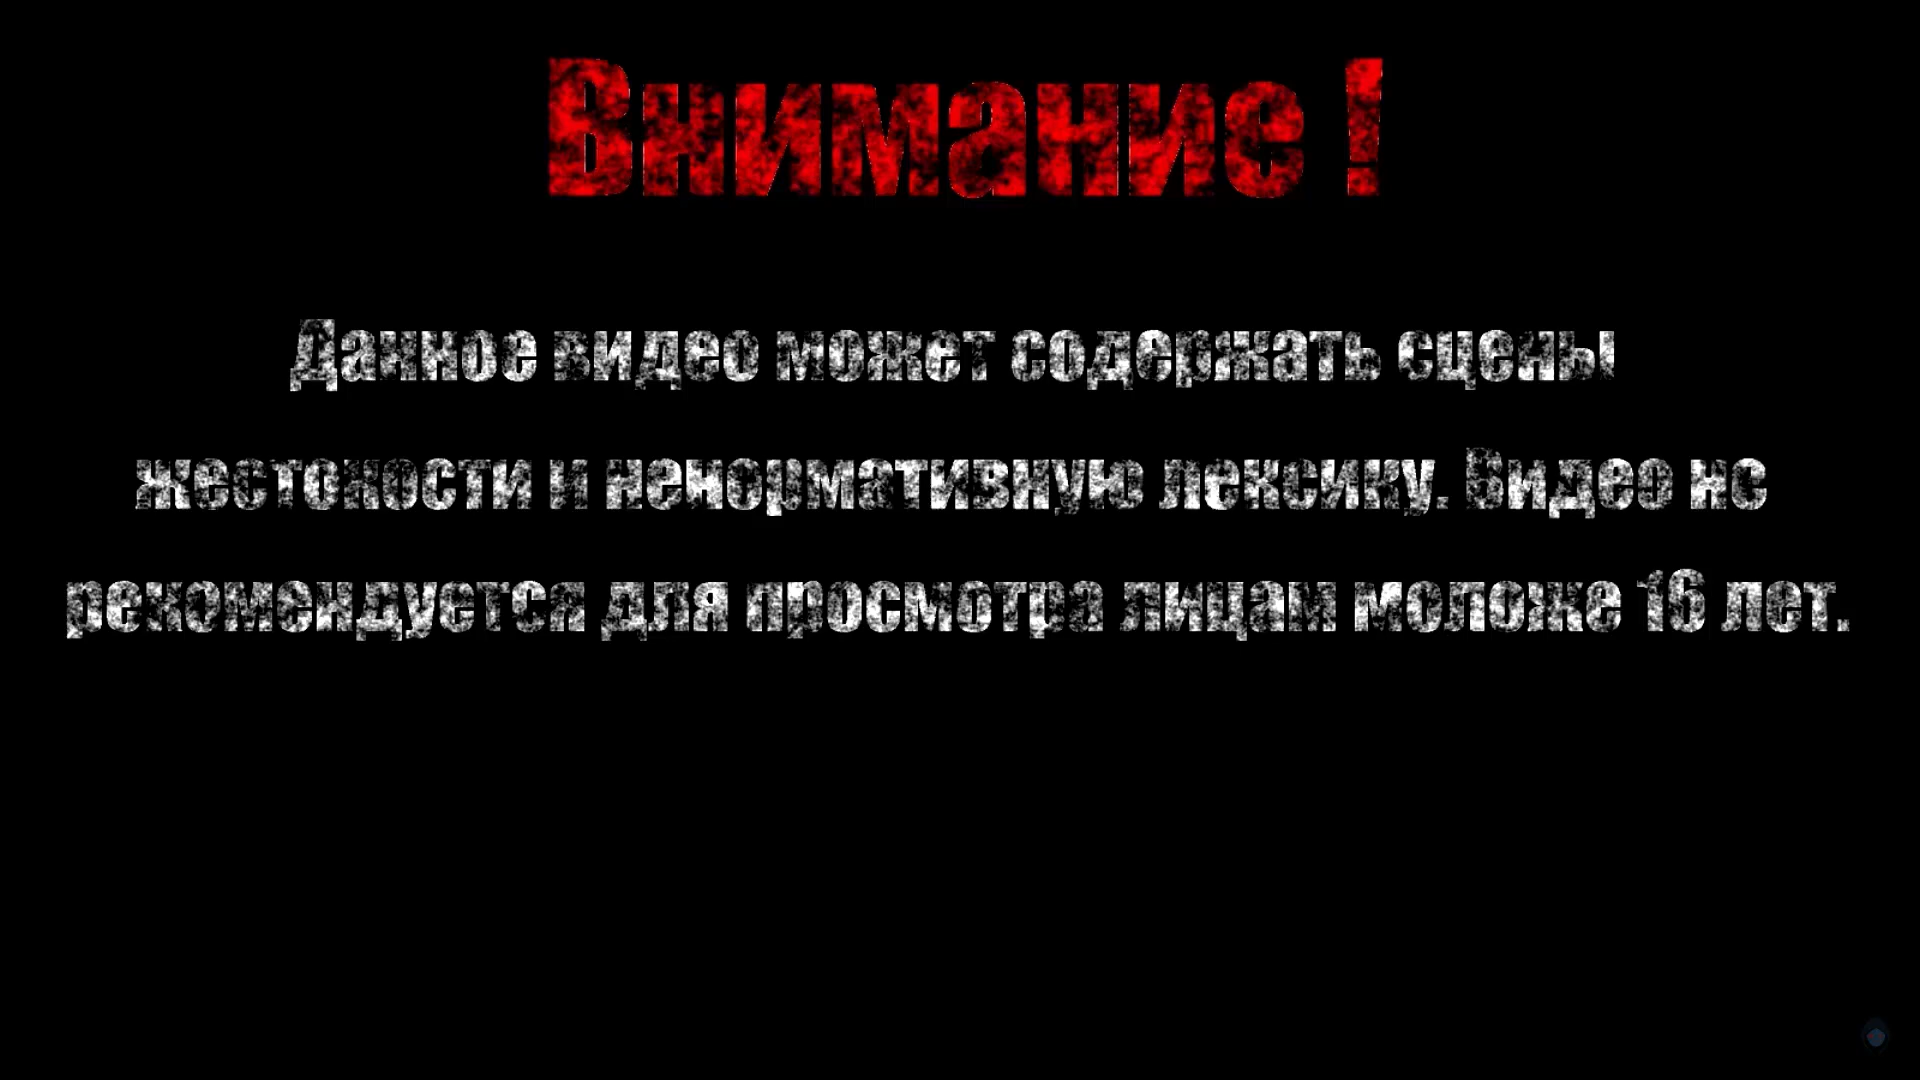 Внимание !
Данное видео может содержать сцены
жестокости и ненормативную лексику. Видео не
рекомендуется для просмотра лицам моложе 16 лет.